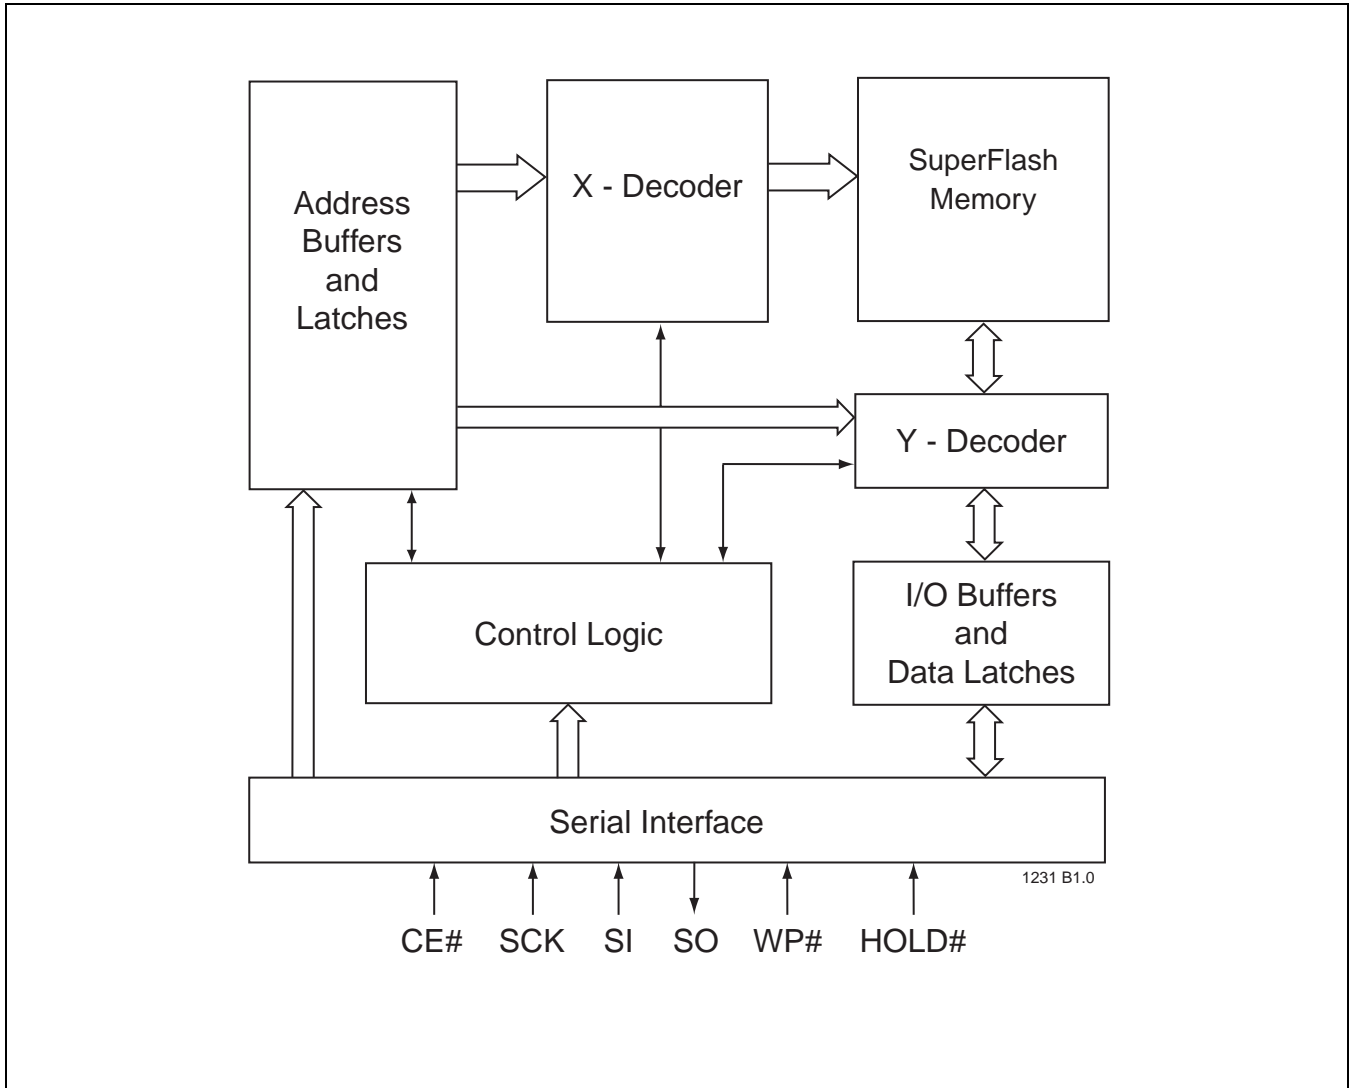 Address
Buffers
and
Latches
X - Decoder
SuperFlash
Memory
Y - Decoder
Control Logic
I/O Buffers
and
Data Latches
Serial Interface
1231 B1.0
CE# SCK SI SO WP# HOLD#